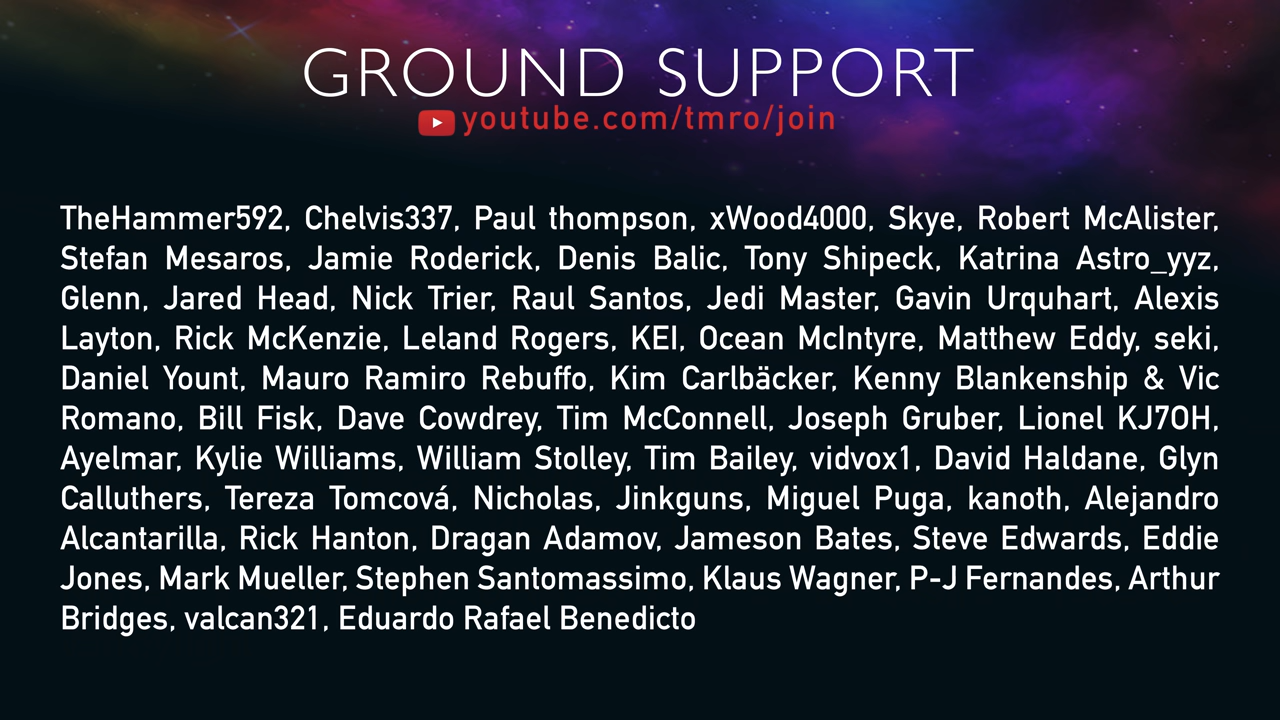 GROUND SUPPORT
youtube.com/tmro/join
TheHammer592, Chelvis337, Paul thompson, xWood4000, Skye, Robert McAlister,
Stefan Mesaros, Jamie Roderick, Denis Balic, Tony Shipeck, Katrina Astro_yyz,
Glenn, Jared Head, Nick Trier, Raul Santos, Jedi Master, Gavin Urquhart, Alexis
Layton, Rick McKenzie, Leland Rogers, KEI, Ocean McIntyre, Matthew Eddy, seki,
Daniel Yount, Mauro Ramiro Rebuffo, Kim Carlbäcker, Kenny Blankenship & Vic
Romano, Bill Fisk, Dave Cowdrey, Tim McConnell, Joseph Gruber, Lionel KJ7OH,
Ayelmar, Kylie Williams, William Stolley, Tim Bailey, vidvox1, David Haldane, Glyn
Calluthers, Tereza Tomcová, Nicholas, Jinkguns, Miguel Puga, kanoth, Alejandro
Alcantarilla, Rick Hanton, Dragan Adamov, Jameson Bates, Steve Edwards, Eddie
Jones, Mark Mueller, Stephen Santomassimo, Klaus Wagner, P-J Fernandes, Arthur
Bridges, valcan321, Eduardo Rafael Benedicto